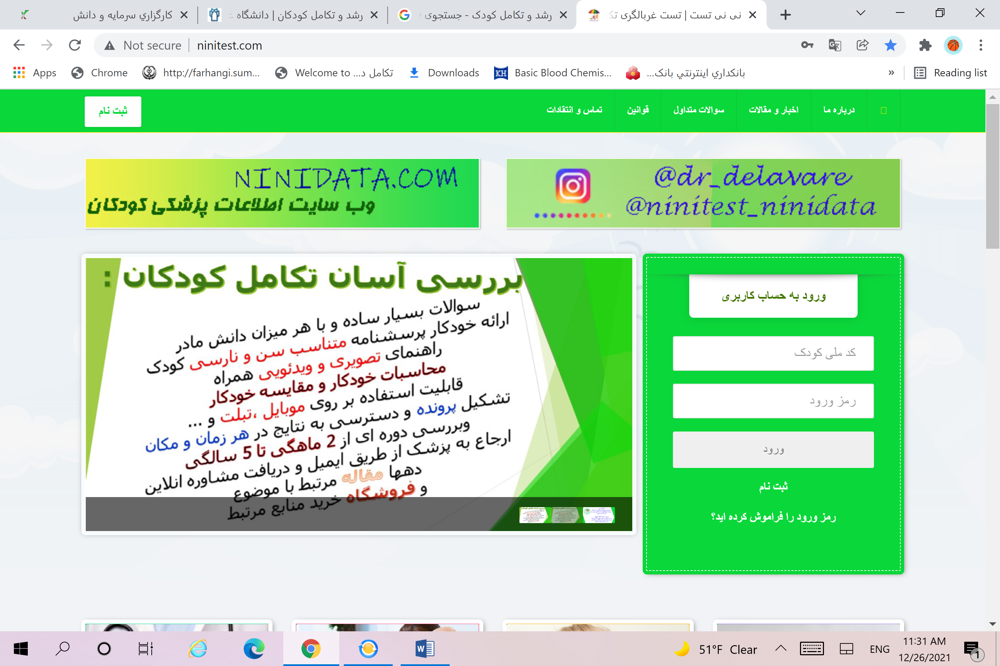 کارگزاري سرمایه و دانش
رشد و تکامل کودکان | دانشگاه
رشد و تکامل کودک - جستجوی
نی نی تست | تست غربالگری تک
Not secure
ninitest.com
Apps
Chrome
http://farhangi.sum...
Welcome to ... تکامل د...
Downloads
Basic Blood Chemis...
بانکداري اینترنتي بانک...
»
Reading list
درباره ما
اخبار و مقالات
سوالات متداول
قوانین
تماس و انتقادات
ثبت نام
NINIDATA.COM
وب سایت اطلاعات پزشکی کودکان
@dr_delavare
@ninitest_ninidata
بررسی آسان تکامل کودکان :
سوالات بسیار ساده و با هر میزان دانش مادر
ارائه خودکار پرسشنامه متناسب سن و نارسی کودک
راهنمای تصویری و ویدئویی همراه
محاسبات خودکار و مقایسه خودکار
قابلیت استفاده بر روی موبایل ،تبلت و ...
تشکیل پرونده و دسترسی به نتایج در هر زمان و مکان
وبررسی دوره ای از 2 ماهگی تا 5 سالگی
ارجاع به پزشک از طریق ایمیل و دریافت مشاوره انلاین
دهها مقاله مرتبط با موضوع
و فروشگاه خرید منابع مرتبط
ورود به حساب کاربری
کد ملی کودک
رمز ورود
ورود
ثبت نام
رمز ورود را فراموش کرده اید؟
51°F Clear
ENG
11:31 AM
12/26/2021
1